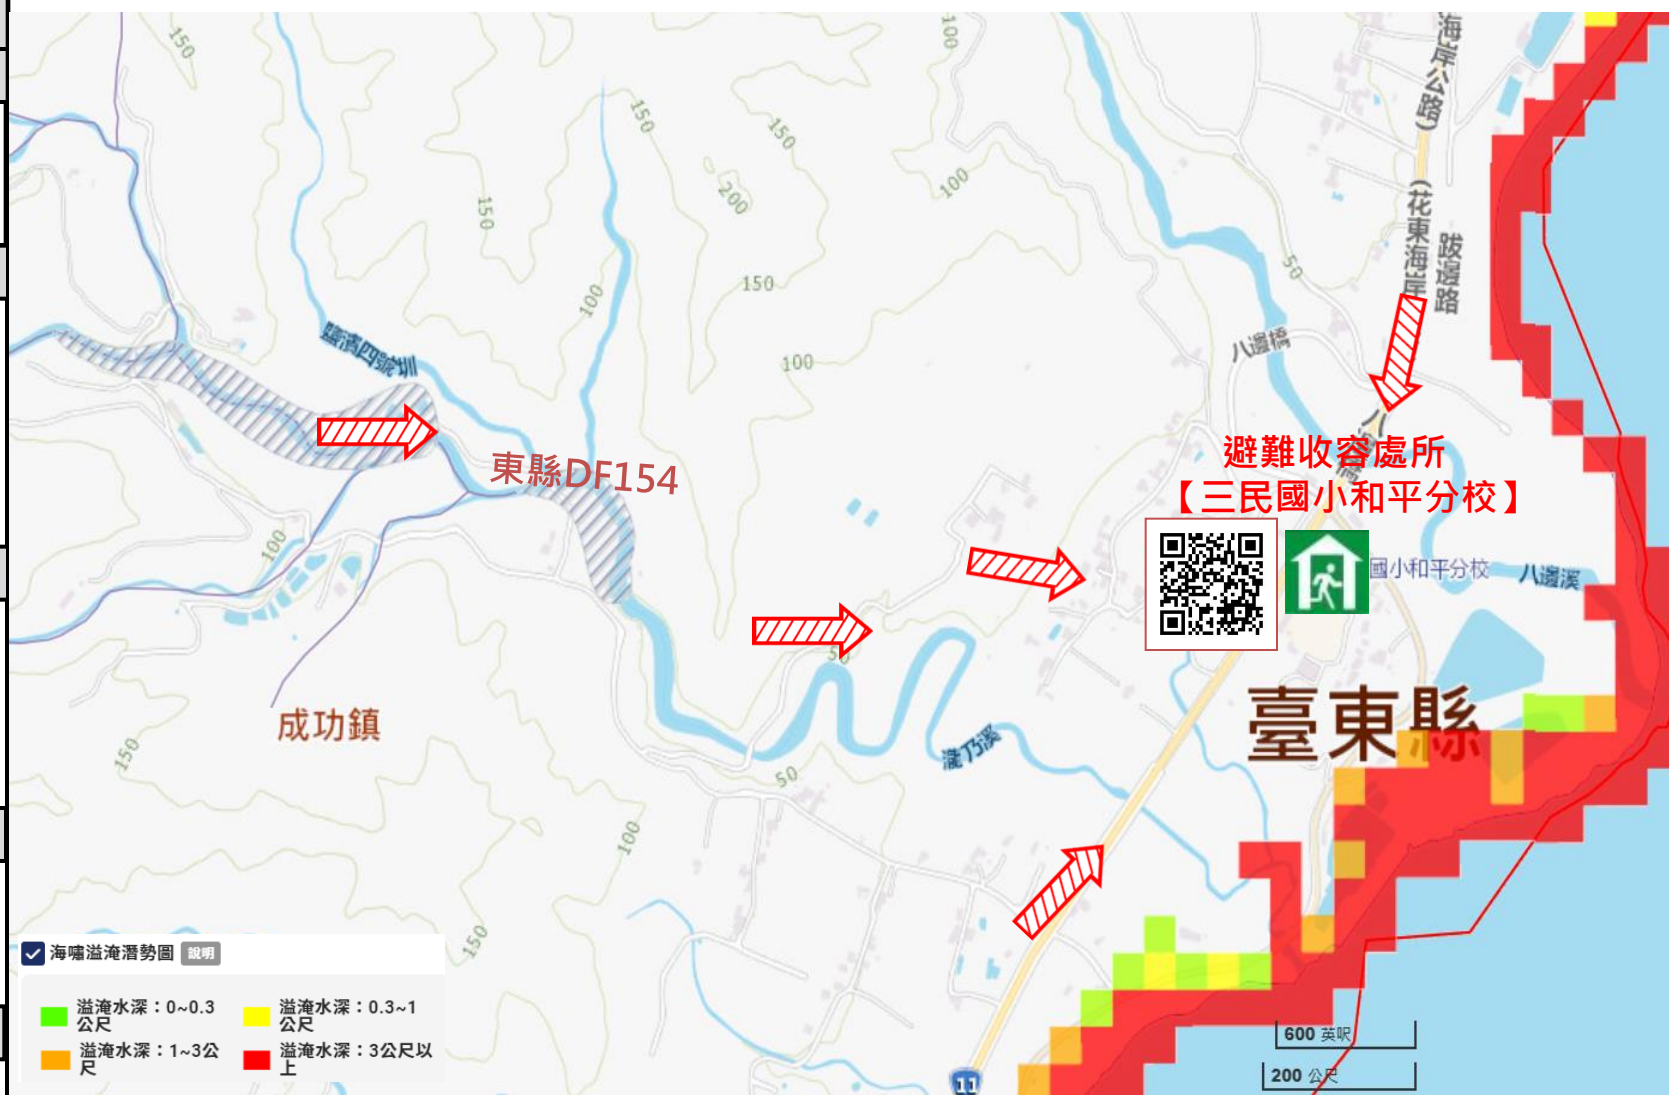 150
100
海岸公路)
150
150
150
200
100
150
(花東海岸
跋邊路
50
150
100
鹽濱四號圳
八邊橋
100
東縣DF154
避難收容處所
【三民國小和平分校】
100
國小和平分校
八邊溪
50
成功鎮
臺東縣
150
瀧乃溪
50
100
150
海嘯溢淹潛勢圖 說明
溢淹水深：0~0.3
公尺
溢淹水深：0.3~1
公尺
溢淹水深：1~3公
尺
溢淹水深：3公尺以
上
600 英呎
200 公尺
11